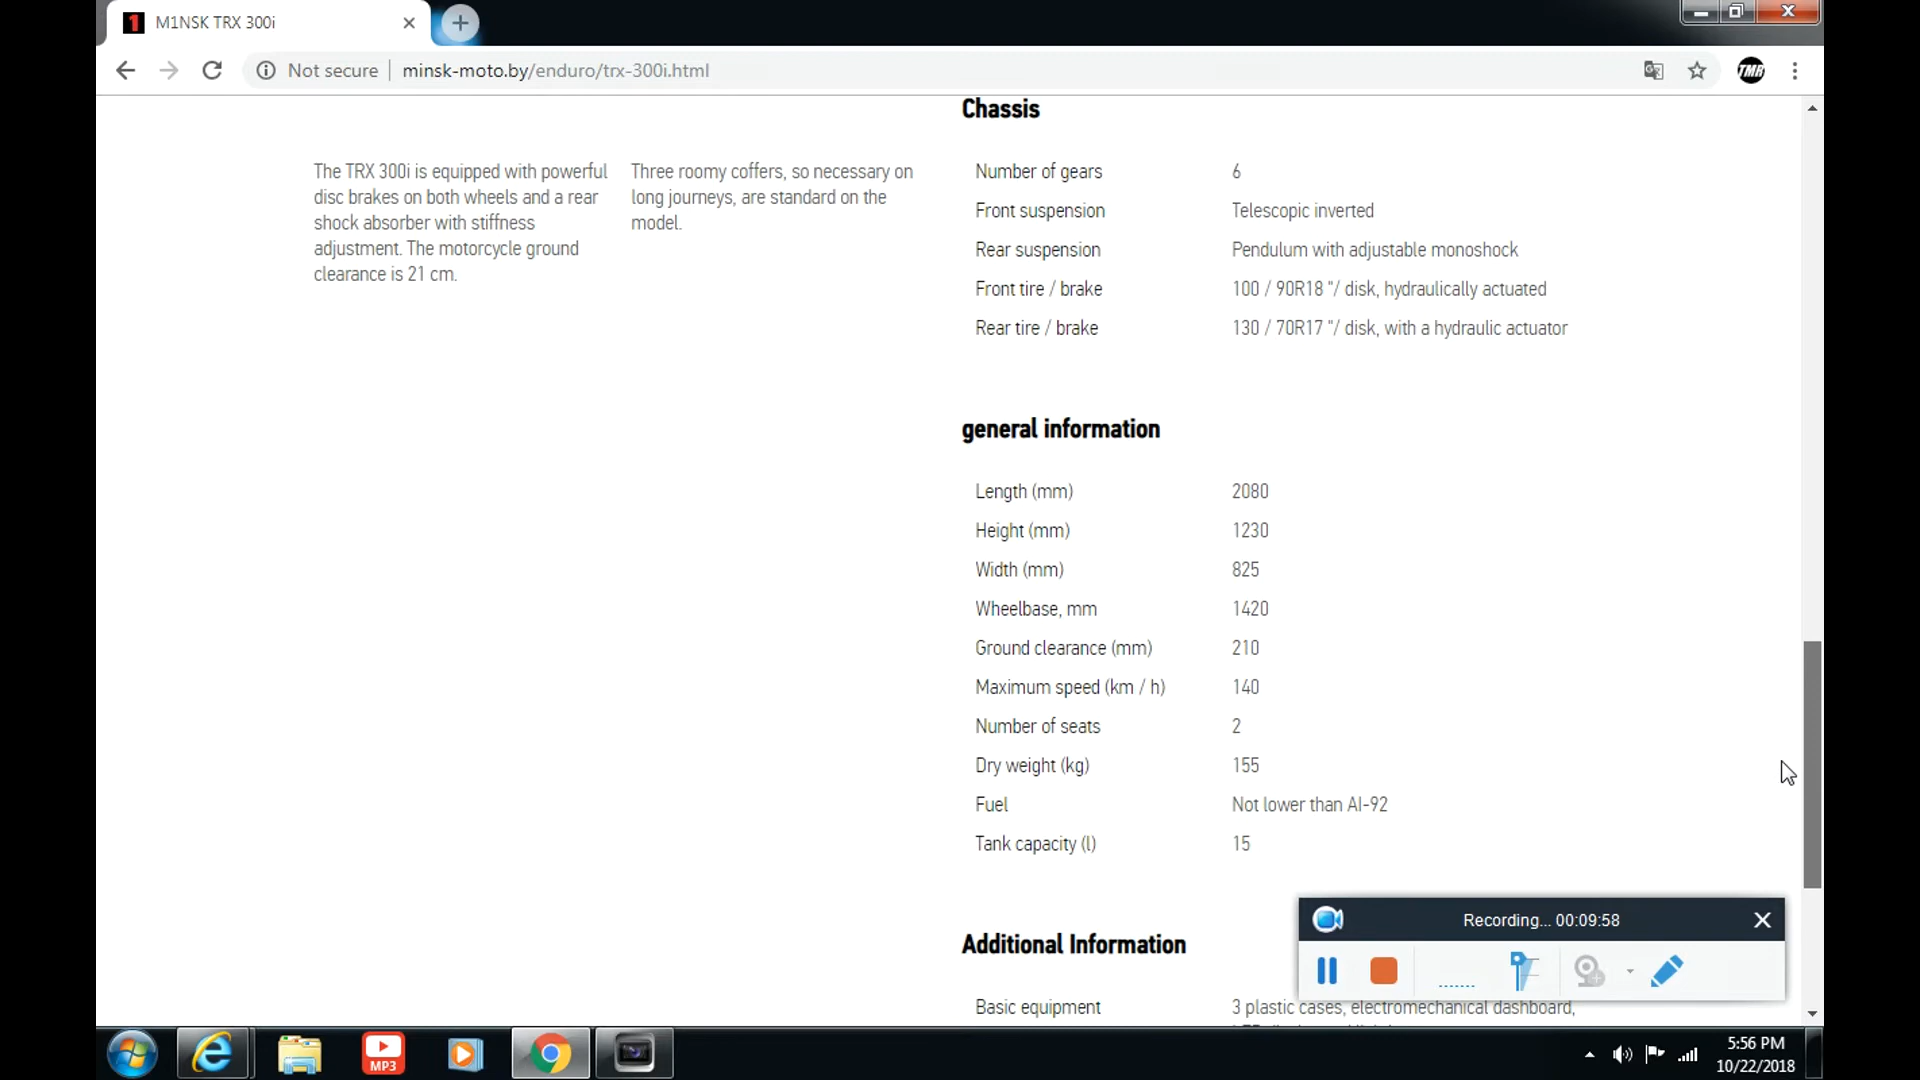 M1NSK TRX 300i
Not secure
minsk-moto.by/enduro/trx-300i.html
TMR
The TRX 300i is equipped with powerful
disc brakes on both wheels and a rear
shock absorber with stiffness
adjustment. The motorcycle ground
clearance is 21 cm.
Three roomy coffers, so necessary on
long journeys, are standard on the
model.
Chassis
Number of gears 6
Front suspension Telescopic inverted
Rear suspension Pendulum with adjustable monoshock
Front tire / brake 100 / 90R18 "/ disk, hydraulically actuated
Rear tire / brake 130 / 70R17 "/ disk, with a hydraulic actuator
general information
Length (mm) 2080
Height (mm) 1230
Width (mm) 825
Wheelbase, mm 1420
Ground clearance (mm) 210
Maximum speed (km / h) 140
Number of seats 2
Dry weight (kg) 155
Fuel Not lower than AI-92
Tank capacity (l) 15
Additional Information
Basic equipment 3 plastic cases, electromechanical dashboard,
Recording... 00:09:58
MP3
5:56 PM
10/22/2018